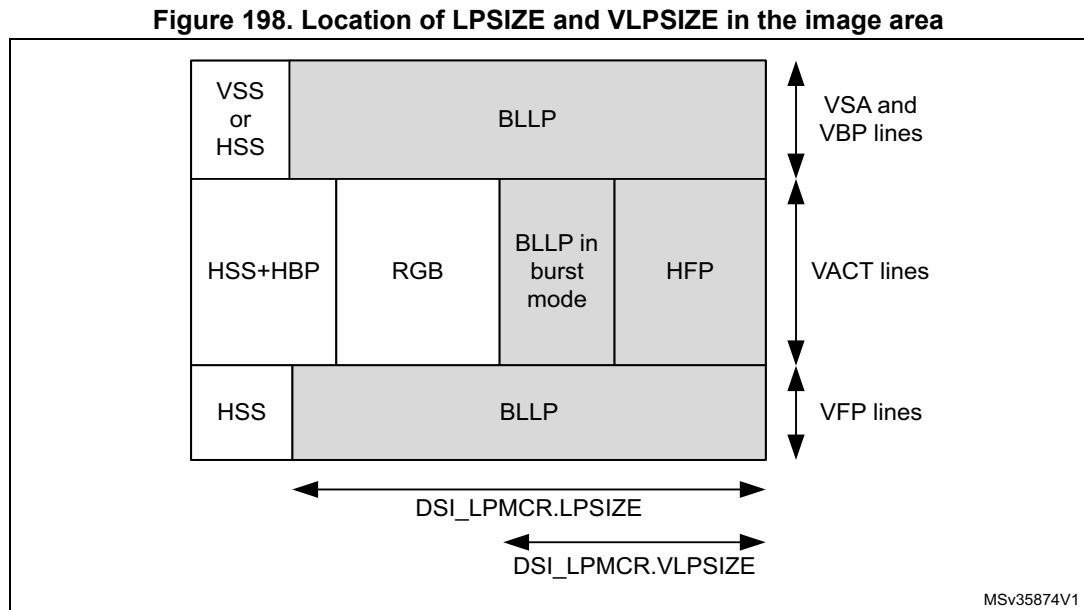 Figure 198. Location of LPSIZE and VLPSIZE in the image area
VSS
or
HSS
BLLP
VSA and
VBP lines
HSS+HBP
RGB
BLLP in
burst
mode
HFP
VACT lines
HSS
BLLP
VFP lines
DSI_LPMCR.LPSIZE
DSI_LPMCR.VLPSIZE
MSv35874V1